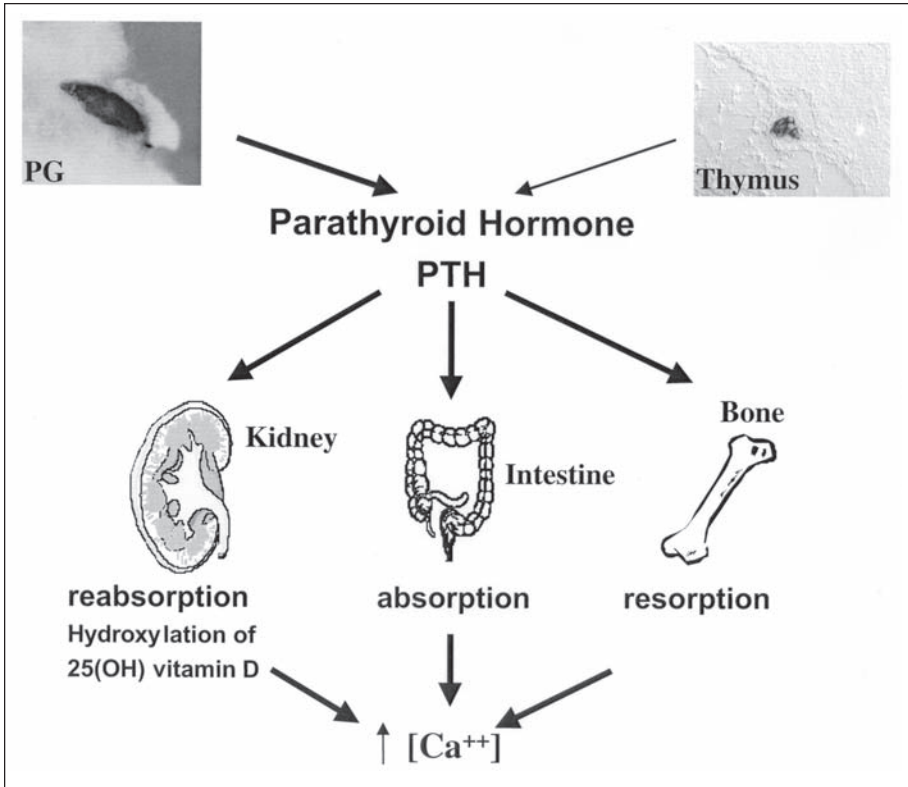 PG
Thymus
Parathyroid Hormone
PTH
Kidney
Intestine
Bone
reabsorption
Hydroxylation of
25(OH) vitamin D
absorption
resorption
↑ [Ca⁺⁺]